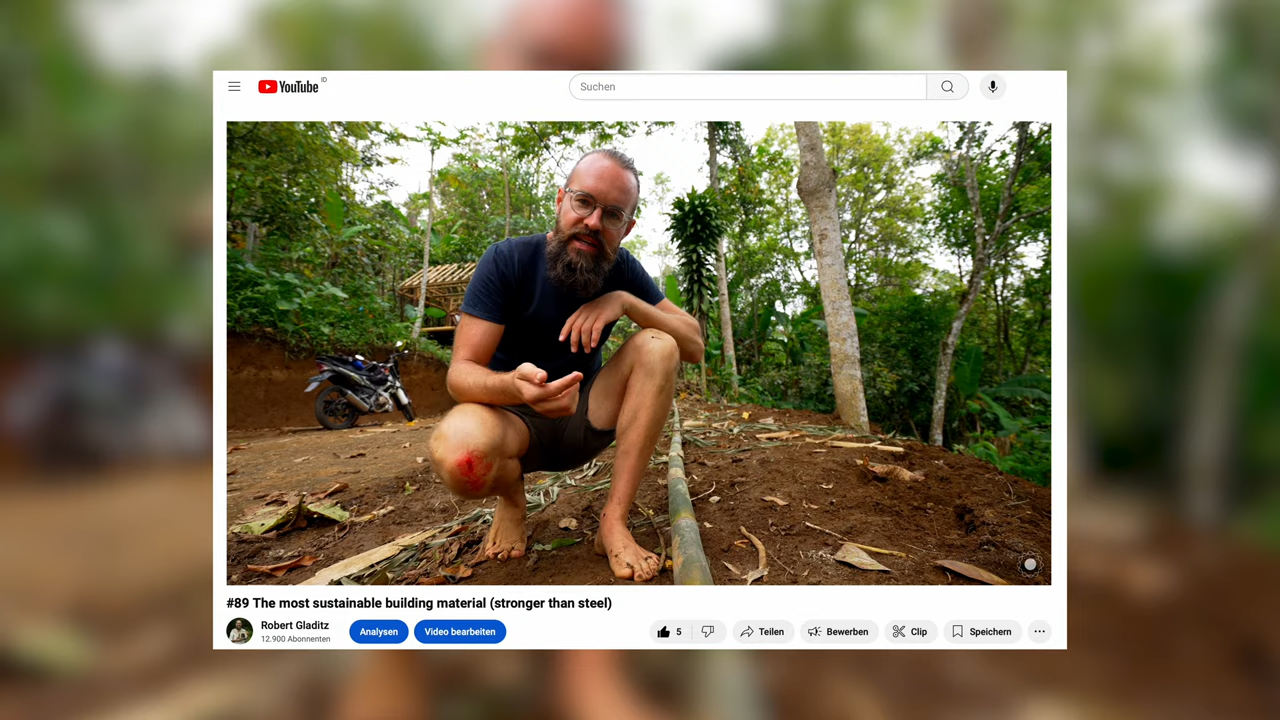 YouTube ID
Suchen
#89 The most sustainable building material (stronger than steel)
Robert Gladitz
12.900 Abonnenten
Analysen
Video bearbeiten
5
Teilen
Bewerben
Clip
Speichern